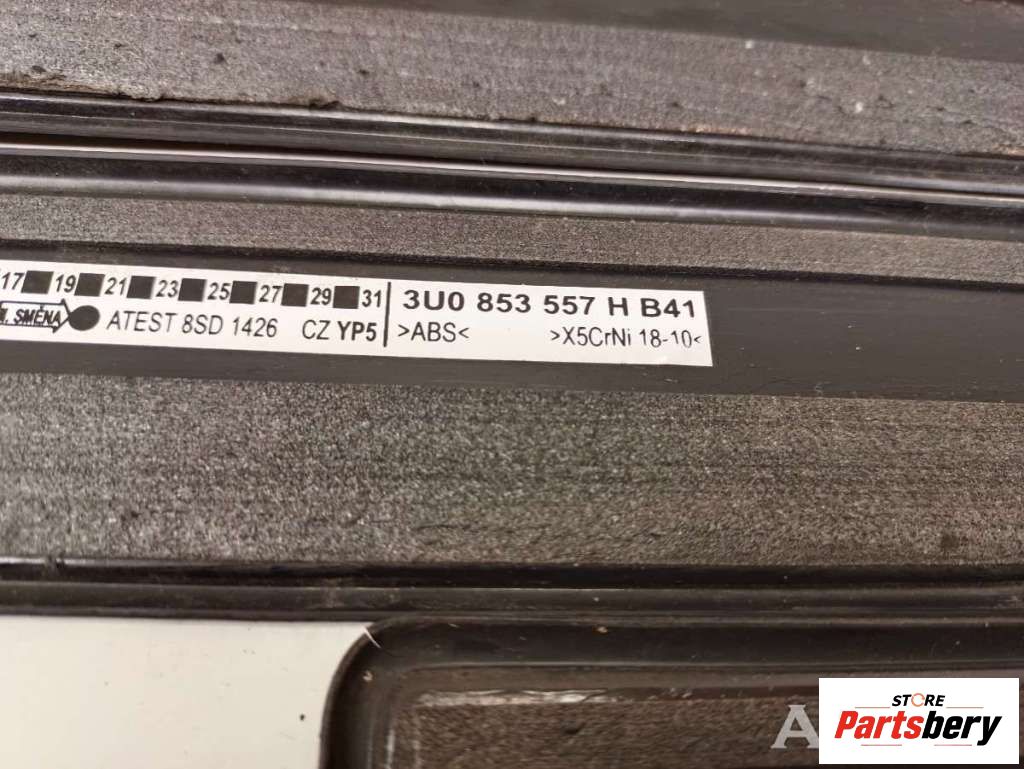 17 19 21 23 25 27 29 31
SMĚNA ATEST 8SD 1426 CZ YP5
3U0 853 557 H B41
>ABS< >X5CrNi 18-10<
STORE
Partsbery
A